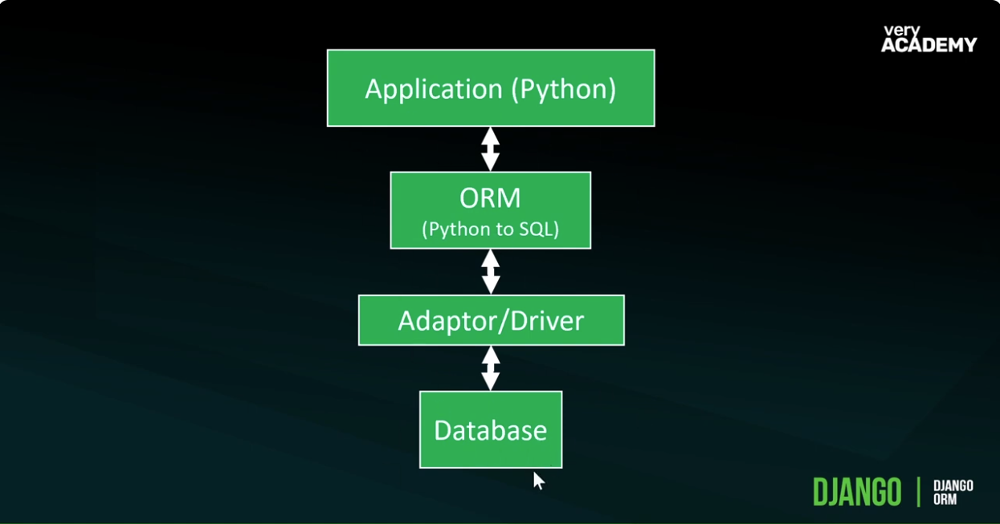 very
ACADEMY
Application (Python)
ORM
(Python to SQL)
Adaptor/Driver
Database
DJANGO
DJANGO
ORM